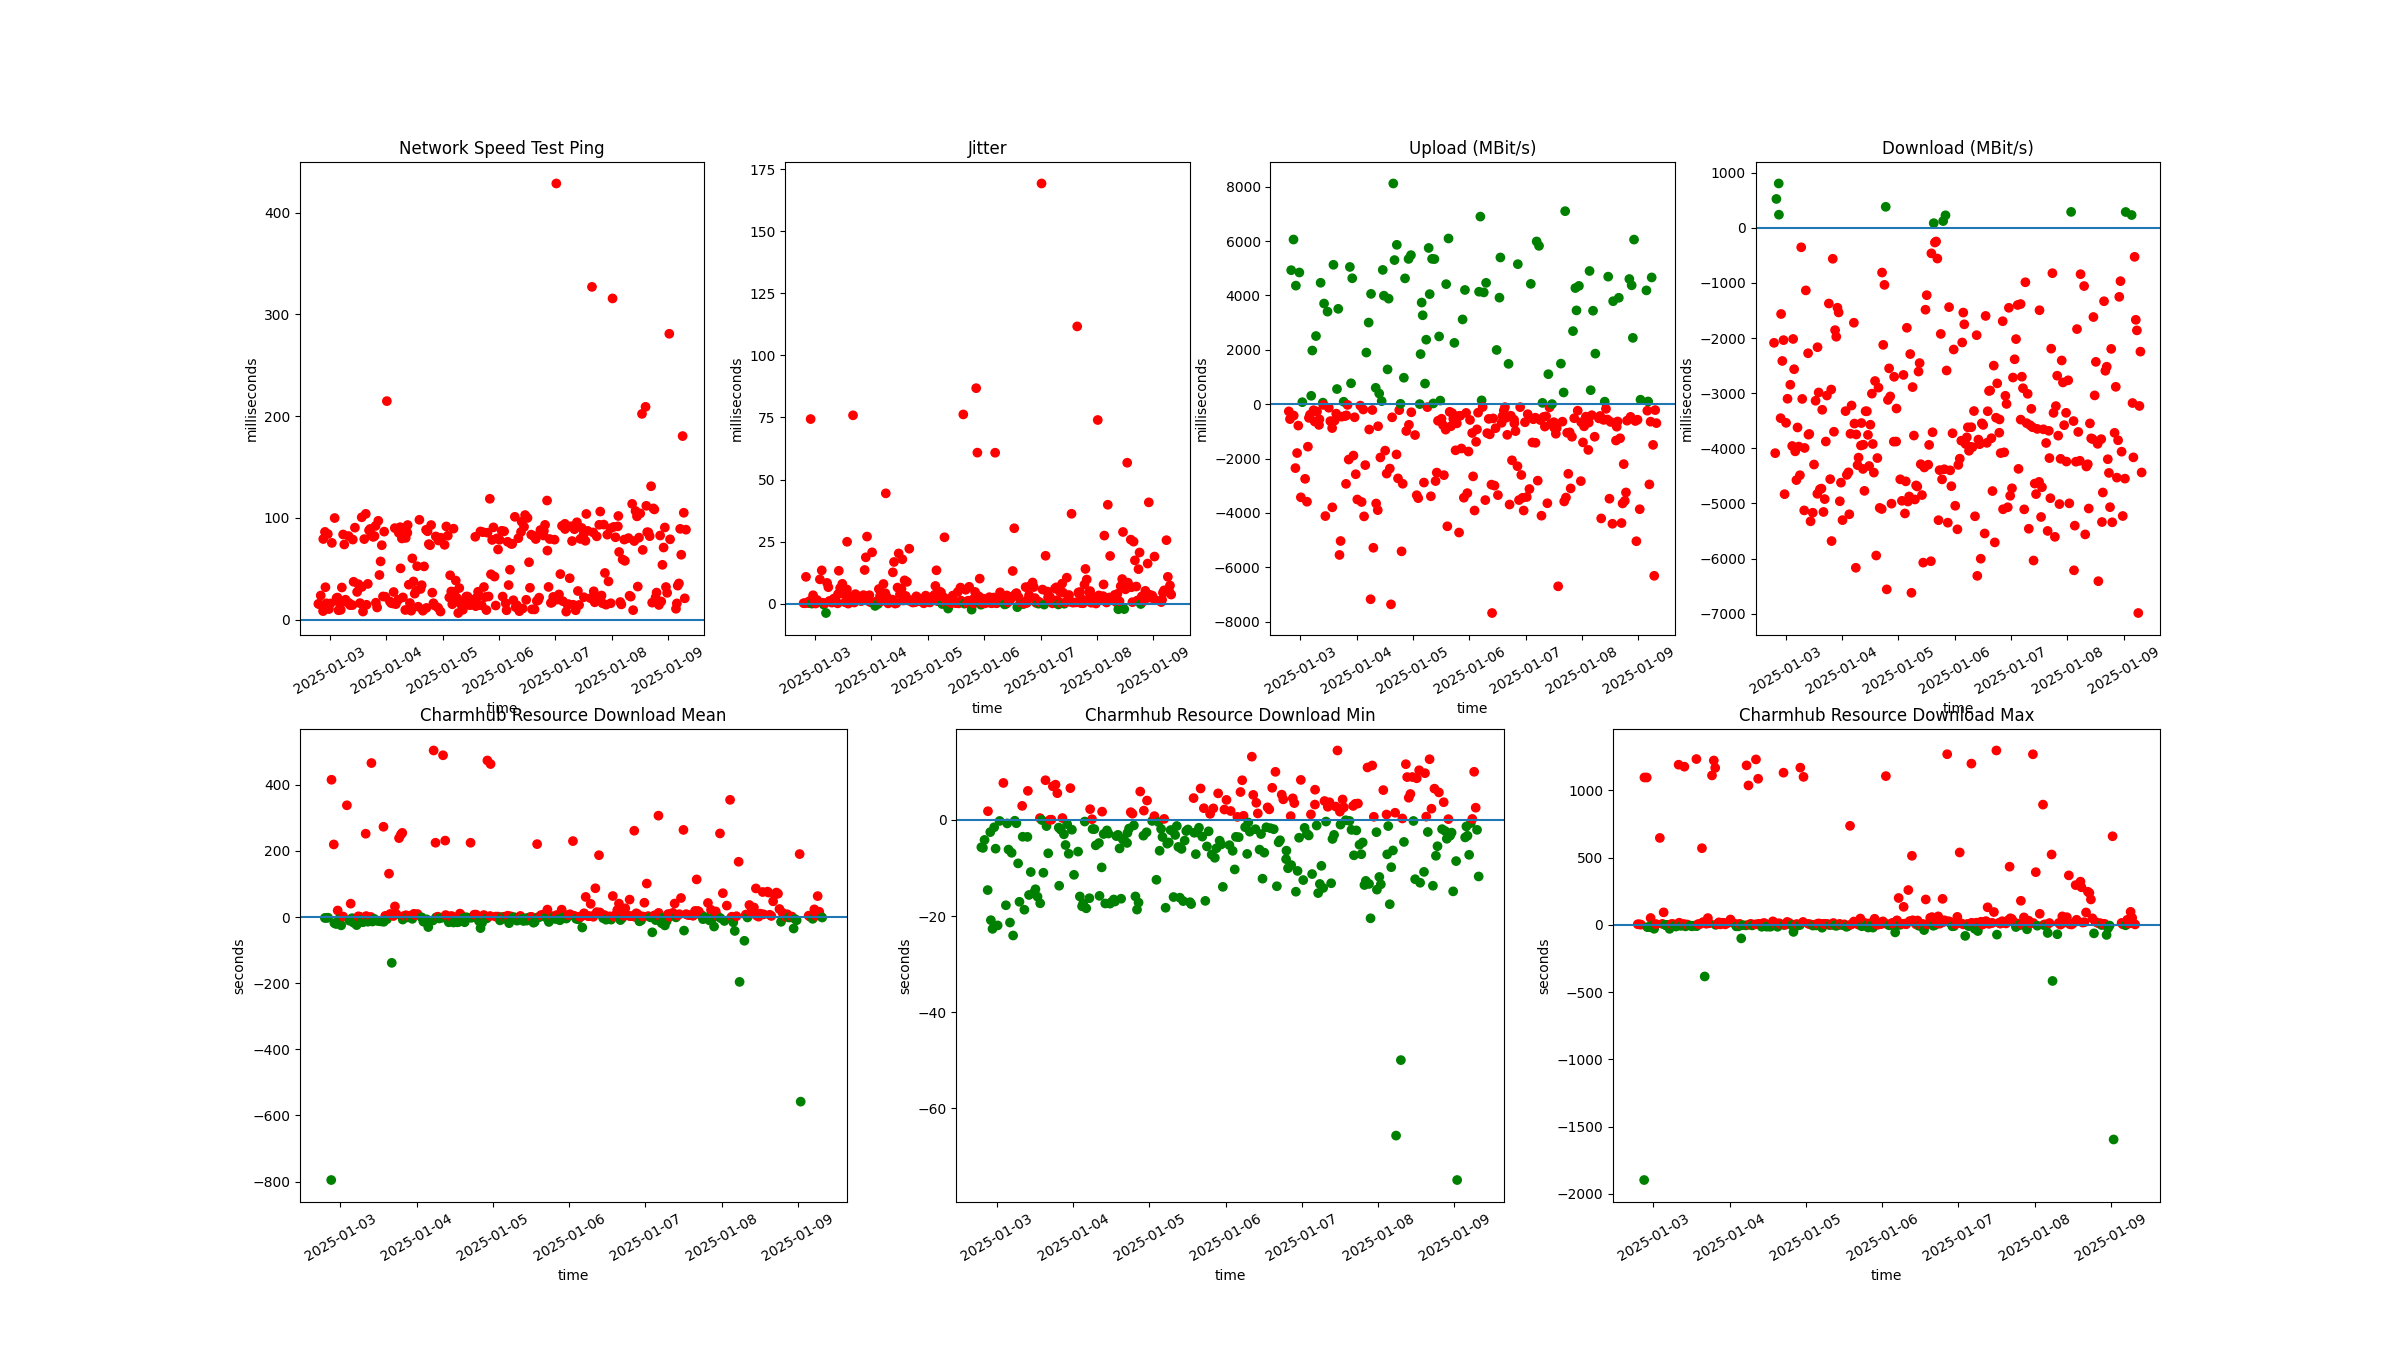 Network Speed Test Ping
milliseconds
400
300
200
100
0
2025-01-03 2025-01-04 2025-01-05 2025-01-06 2025-01-07 2025-01-08 2025-01-09
time
Jitter
milliseconds
175
150
125
100
75
50
25
0
2025-01-03 2025-01-04 2025-01-05 2025-01-06 2025-01-07 2025-01-08 2025-01-09
time
Upload (MBit/s)
milliseconds
8000
6000
4000
2000
0
−2000
−4000
−6000
−8000
2025-01-03 2025-01-04 2025-01-05 2025-01-06 2025-01-07 2025-01-08 2025-01-09
time
Download (MBit/s)
milliseconds
1000
0
−1000
−2000
−3000
−4000
−5000
−6000
−7000
2025-01-03 2025-01-04 2025-01-05 2025-01-06 2025-01-07 2025-01-08 2025-01-09
time
Charmhub Resource Download Mean
seconds
400
200
0
−200
−400
−600
−800
2025-01-03 2025-01-04 2025-01-05 2025-01-06 2025-01-07 2025-01-08 2025-01-09
time
Charmhub Resource Download Min
seconds
0
−20
−40
−60
2025-01-03 2025-01-04 2025-01-05 2025-01-06 2025-01-07 2025-01-08 2025-01-09
time
Charmhub Resource Download Max
seconds
1000
500
0
−500
−1000
−1500
−2000
2025-01-03 2025-01-04 2025-01-05 2025-01-06 2025-01-07 2025-01-08 2025-01-09
time